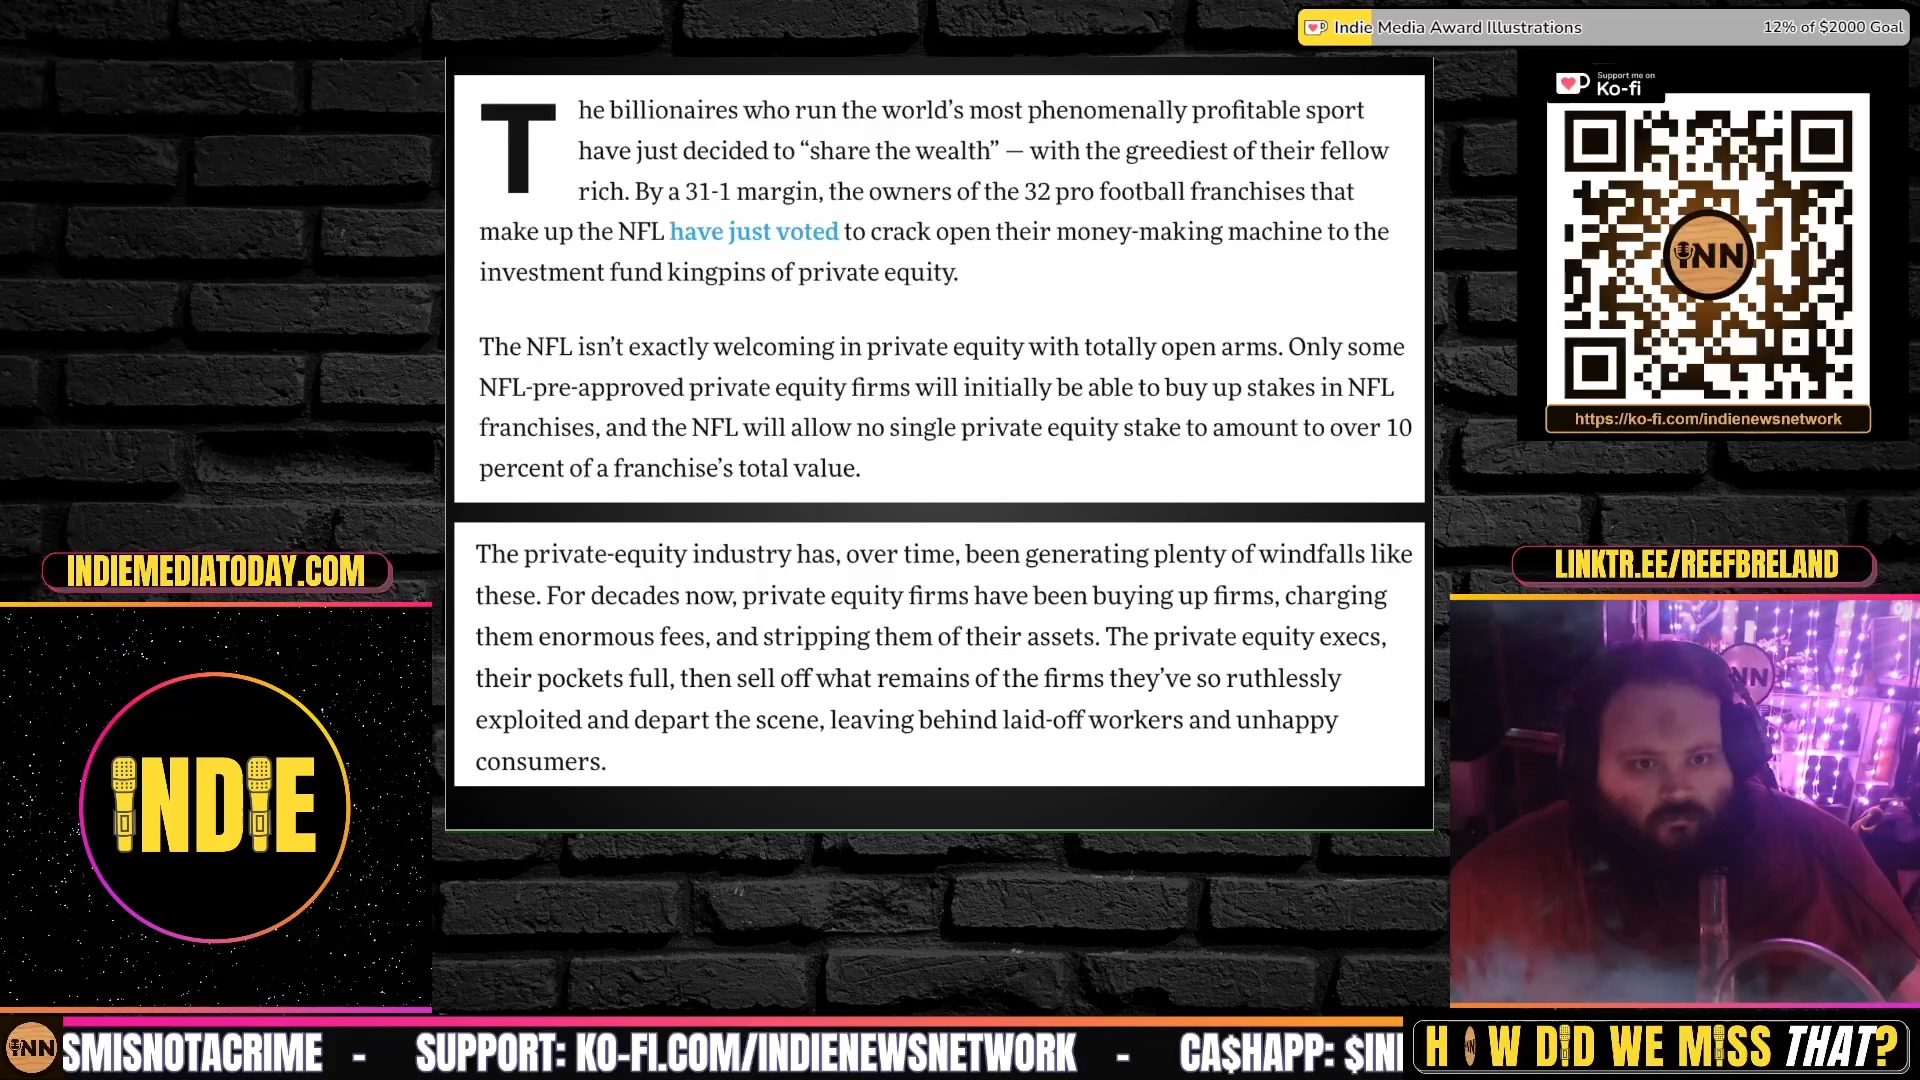 Indie Media Award Illustrations
12% of $2000 Goal
Support me on
Ko-fi
iNN
https://ko-fi.com/indienewsnetwork
The billionaires who run the world’s most phenomenally profitable sport
have just decided to “share the wealth” — with the greediest of their fellow
rich. By a 31-1 margin, the owners of the 32 pro football franchises that
make up the NFL have just voted to crack open their money-making machine to the
investment fund kingpins of private equity.
The NFL isn’t exactly welcoming in private equity with totally open arms. Only some
NFL-pre-approved private equity firms will initially be able to buy up stakes in NFL
franchises, and the NFL will allow no single private equity stake to amount to over 10
percent of a franchise’s total value.
The private-equity industry has, over time, been generating plenty of windfalls like
these. For decades now, private equity firms have been buying up firms, charging
them enormous fees, and stripping them of their assets. The private equity execs,
their pockets full, then sell off what remains of the firms they’ve so ruthlessly
exploited and depart the scene, leaving behind laid-off workers and unhappy
consumers.
INDIEMEDIATODAY.COM
LINKTR.EE/REEFBRELAND
INDIE
NN
iNN
SMISNOTACRIME - SUPPORT: KO-FI.COM/INDIENEWSNETWORK - CA$HAPP: $INI
HOW DID WE MISS THAT?